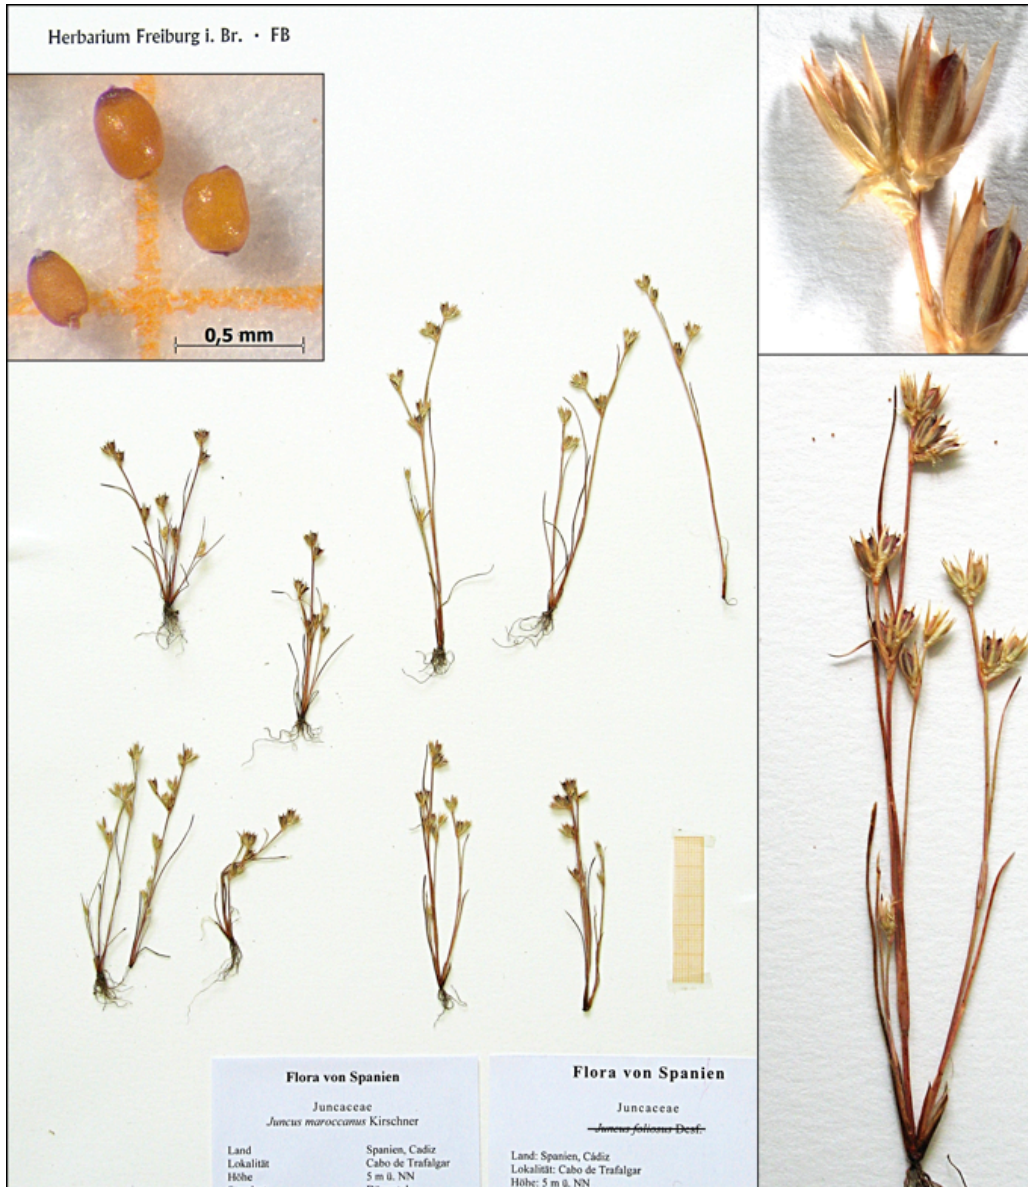 Herbarium Freiburg i. Br. · FB
0,5 mm
Flora von Spanien
Juncaceae
Juncus maroccanus Kirschner
Land Spanien, Cadiz
Lokalität Cabo de Trafalgar
Höhe 5 m ü. NN
Flora von Spanien
Juncaceae
Juncus foliosus Desf.
Land: Spanien, Cádiz
Lokalität: Cabo de Trafalgar
Höhe: 5 m ü. NN